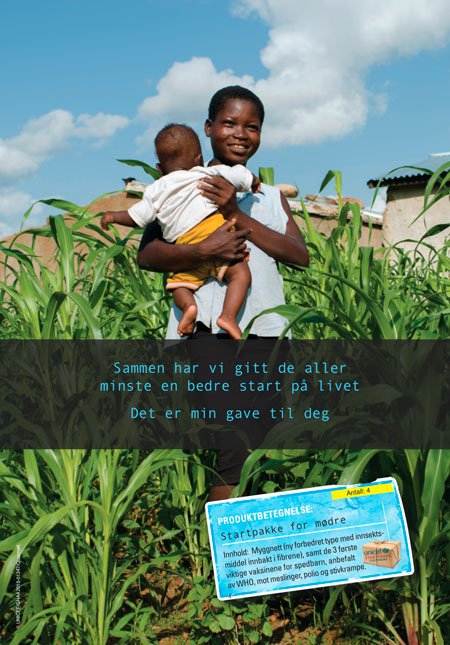 Sammen har vi gitt de aller
minste en bedre start på livet
Det er min gave til deg
Antall: 4
PRODUKTBETEGNELSE:
Startpakke for mødre
Innhold: Myggnett (ny forbedret type med innsekts-
middel innbakt i fibrene), samt de 3 første
viktige vaksinene for spedbarn, anbefalt
av WHO, mot meslinger, polio og stivkrampe.
unicef